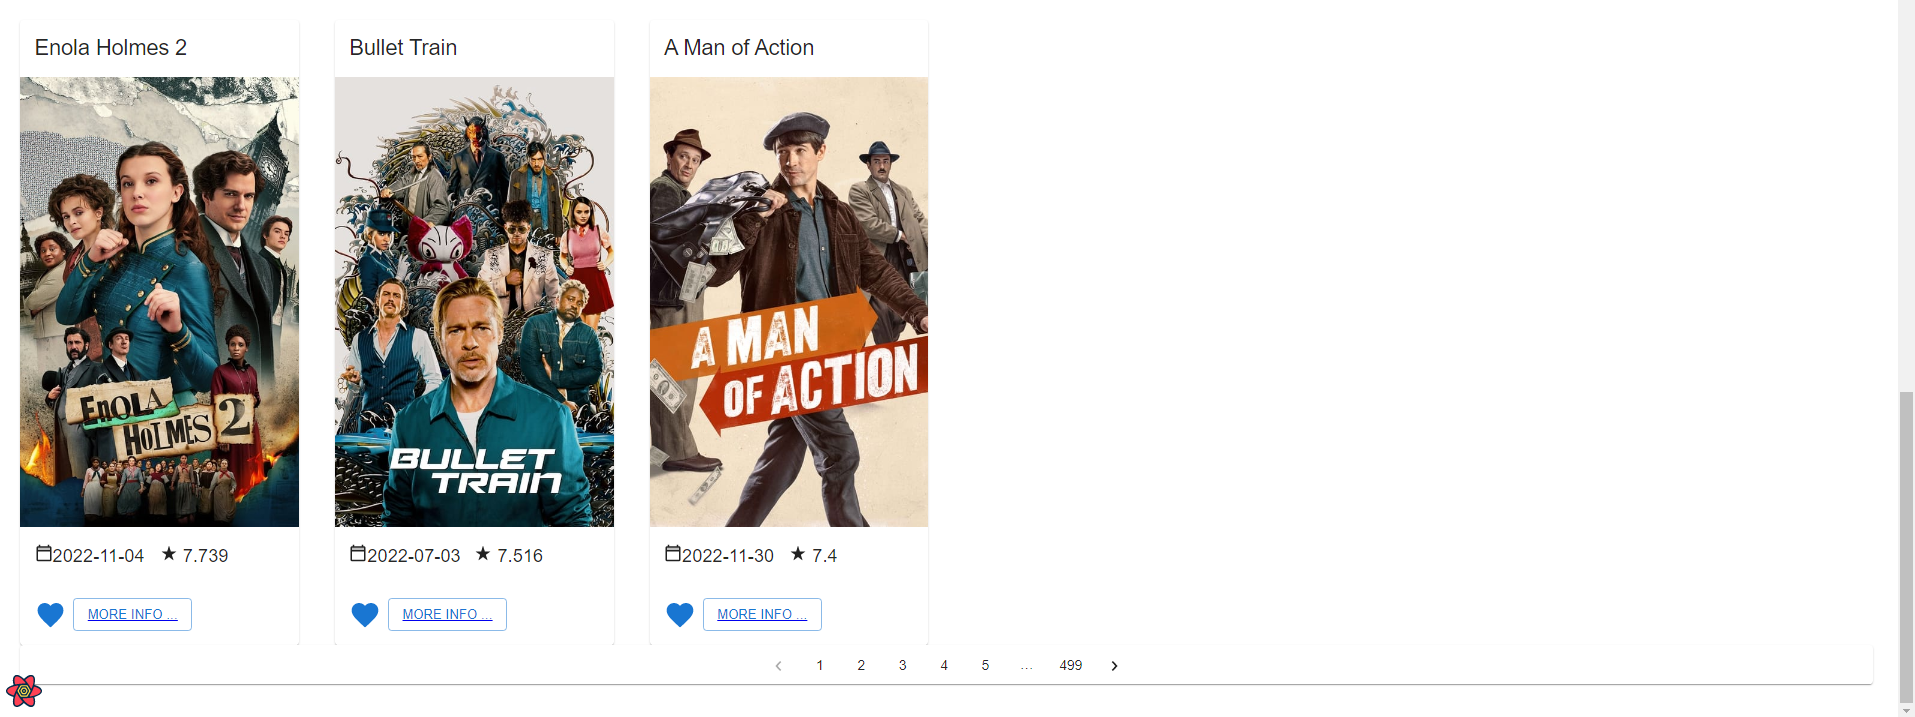 Enola Holmes 2
ENOLA
HOLMES 2
2022-11-04 ★ 7.739
MORE INFO ...
Bullet Train
BULLET
TRAIN
2022-07-03 ★ 7.516
MORE INFO ...
A Man of Action
A MAN
OF ACTION
2022-11-30 ★ 7.4
MORE INFO ...
‹ 1 2 3 4 5 … 499 ›